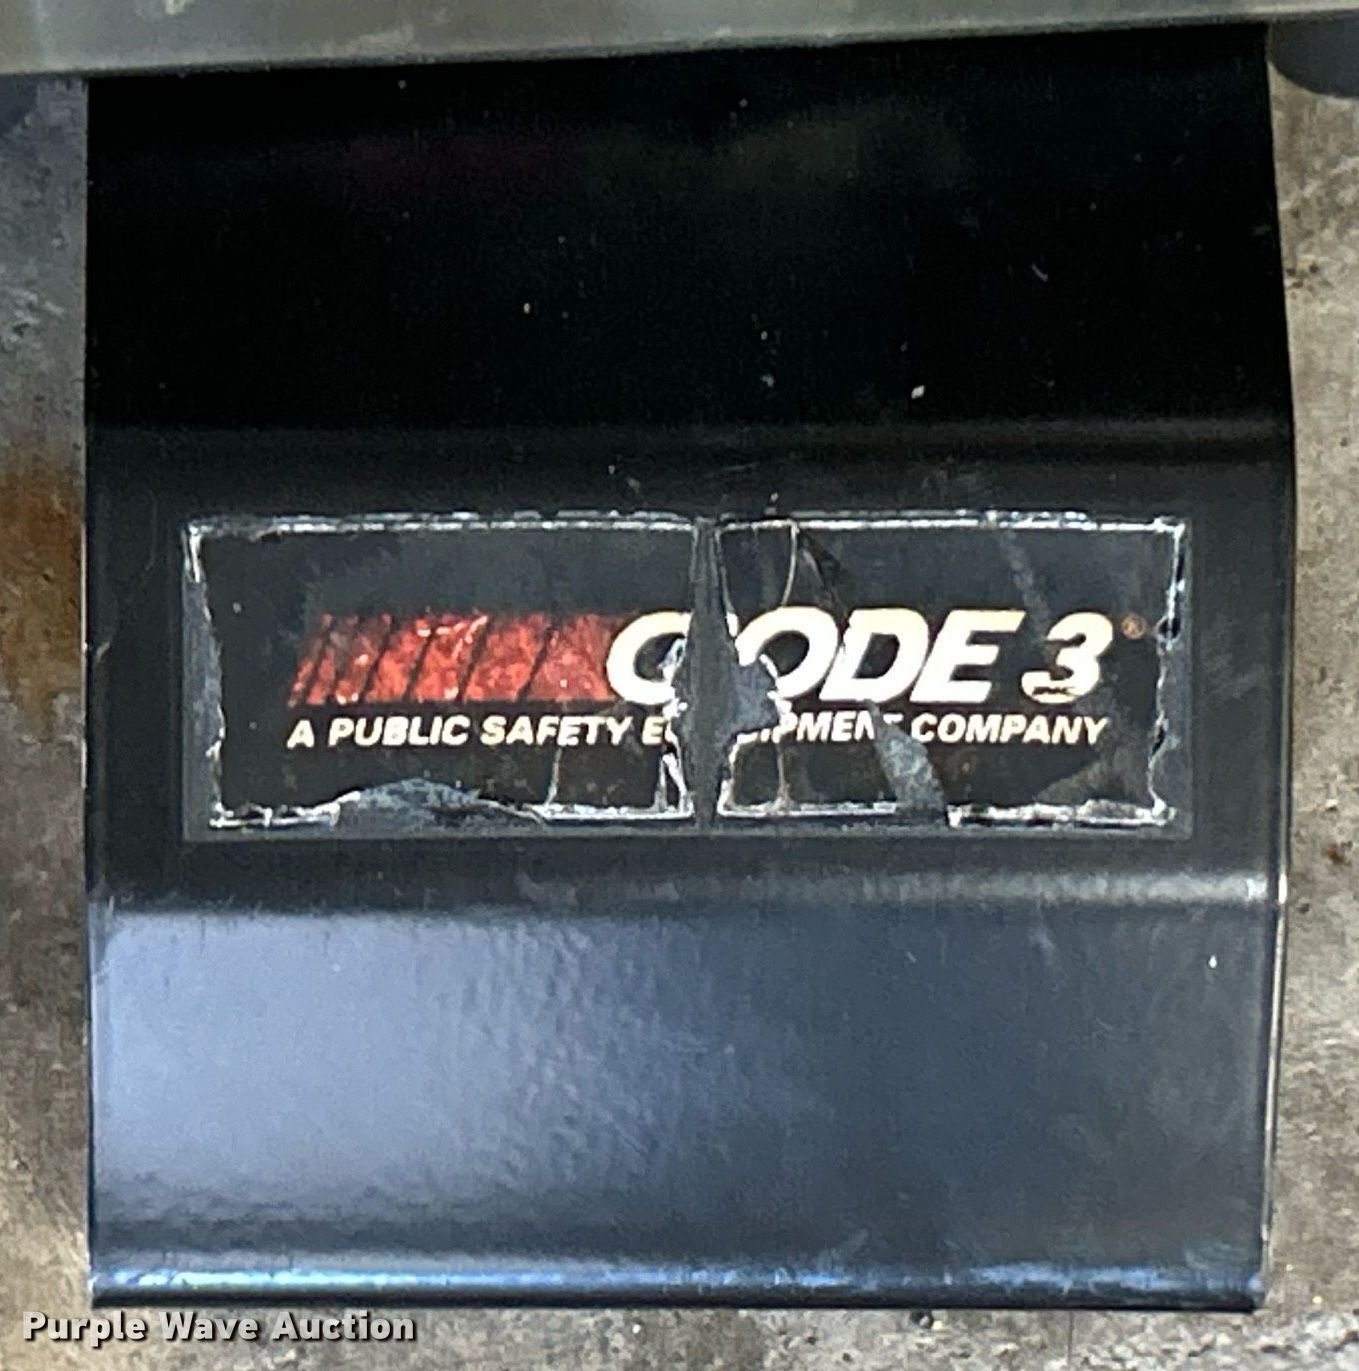 CODE 3®
A PUBLIC SAFETY EQUIPMENT COMPANY
Purple Wave Auction